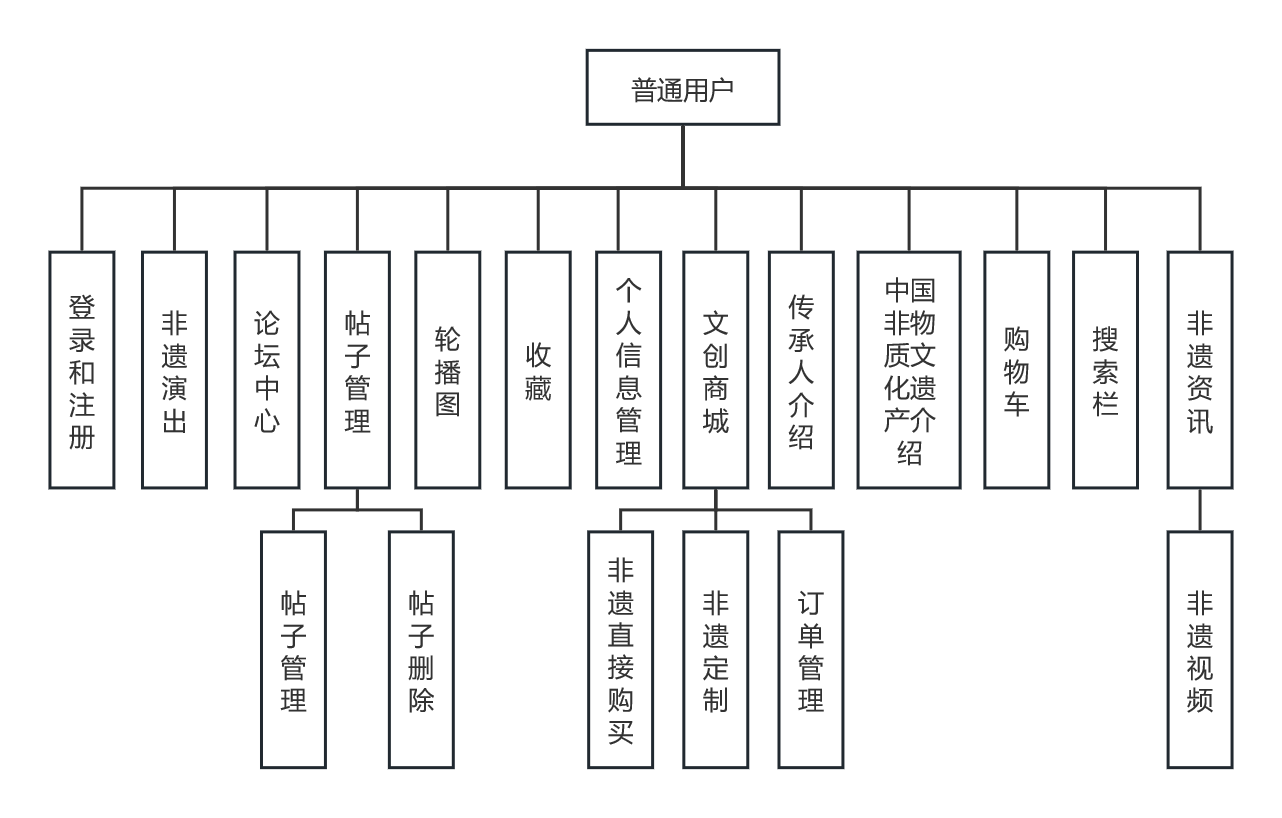 普通用户
登录和注册
非遗演出
论坛中心
帖子管理
轮播图
收藏
个人信息管理
文创商城
传承人介绍
中国
非物
质文
化遗
产介
绍
购物车
搜索栏
非遗资讯
帖子管理
帖子删除
非遗直接购买
非遗定制
订单管理
非遗视频